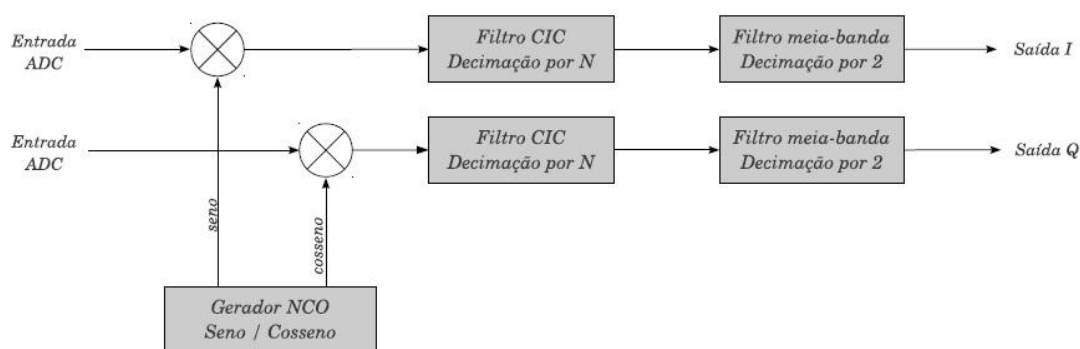 Entrada
ADC
Filtro CIC
Decimação por N
Filtro meia-banda
Decimação por 2
Saída I
Entrada
ADC
Filtro CIC
Decimação por N
Filtro meia-banda
Decimação por 2
Saída Q
seno
cosseno
Gerador NCO
Seno / Cosseno